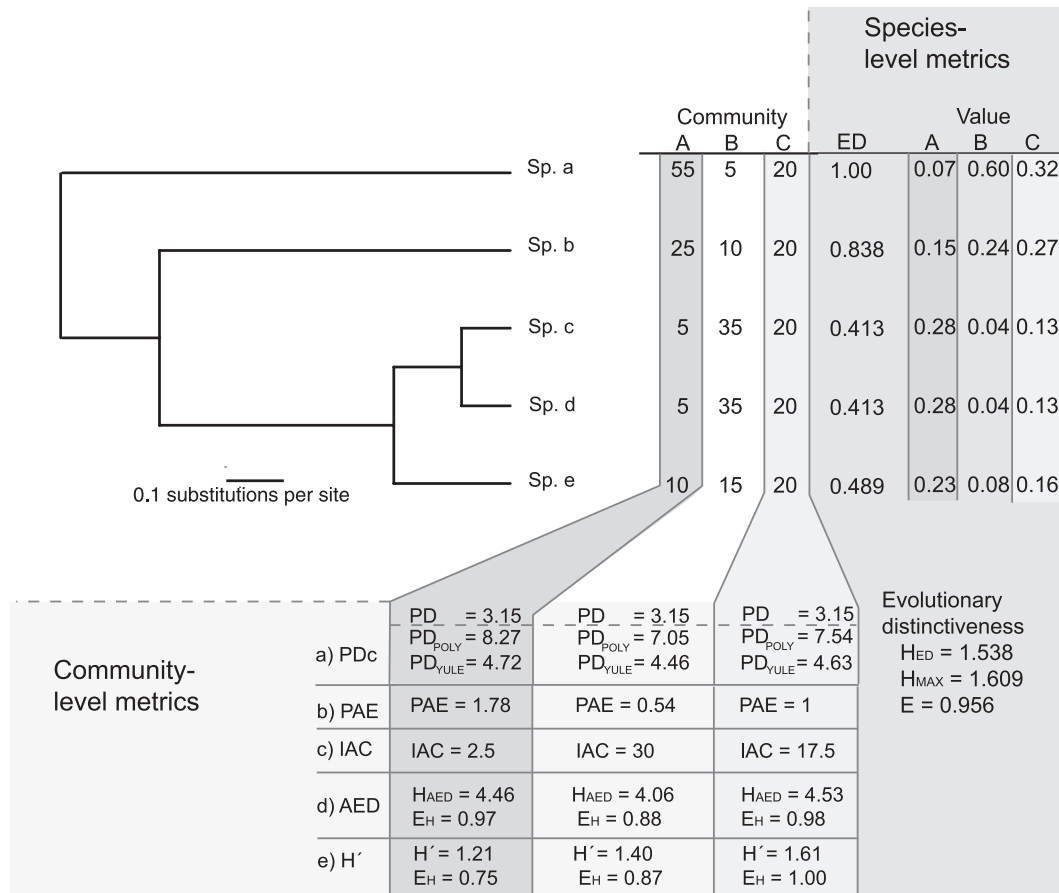 Species-
level metrics
Community Value
A B C ED A B C
Sp. a 55 5 20 1.00 0.07 0.60 0.32
Sp. b 25 10 20 0.838 0.15 0.24 0.27
Sp. c 5 35 20 0.413 0.28 0.04 0.13
Sp. d 5 35 20 0.413 0.28 0.04 0.13
Sp. e 10 15 20 0.489 0.23 0.08 0.16
0.1 substitutions per site
Community-
level metrics
PD = 3.15 PD = 3.15 PD = 3.15
a) PDc PDPOLY = 8.27 PDPOLY = 7.05 PDPOLY = 7.54
PDYULE = 4.72 PDYULE = 4.46 PDYULE = 4.63
b) PAE PAE = 1.78 PAE = 0.54 PAE = 1
c) IAC IAC = 2.5 IAC = 30 IAC = 17.5
d) AED HAED = 4.46 HAED = 4.06 HAED = 4.53
EH = 0.97 EH = 0.88 EH = 0.98
e) H´ H´ = 1.21 H´ = 1.40 H´ = 1.61
EH = 0.75 EH = 0.87 EH = 1.00
Evolutionary
distinctiveness
HED = 1.538
HMAX = 1.609
E = 0.956